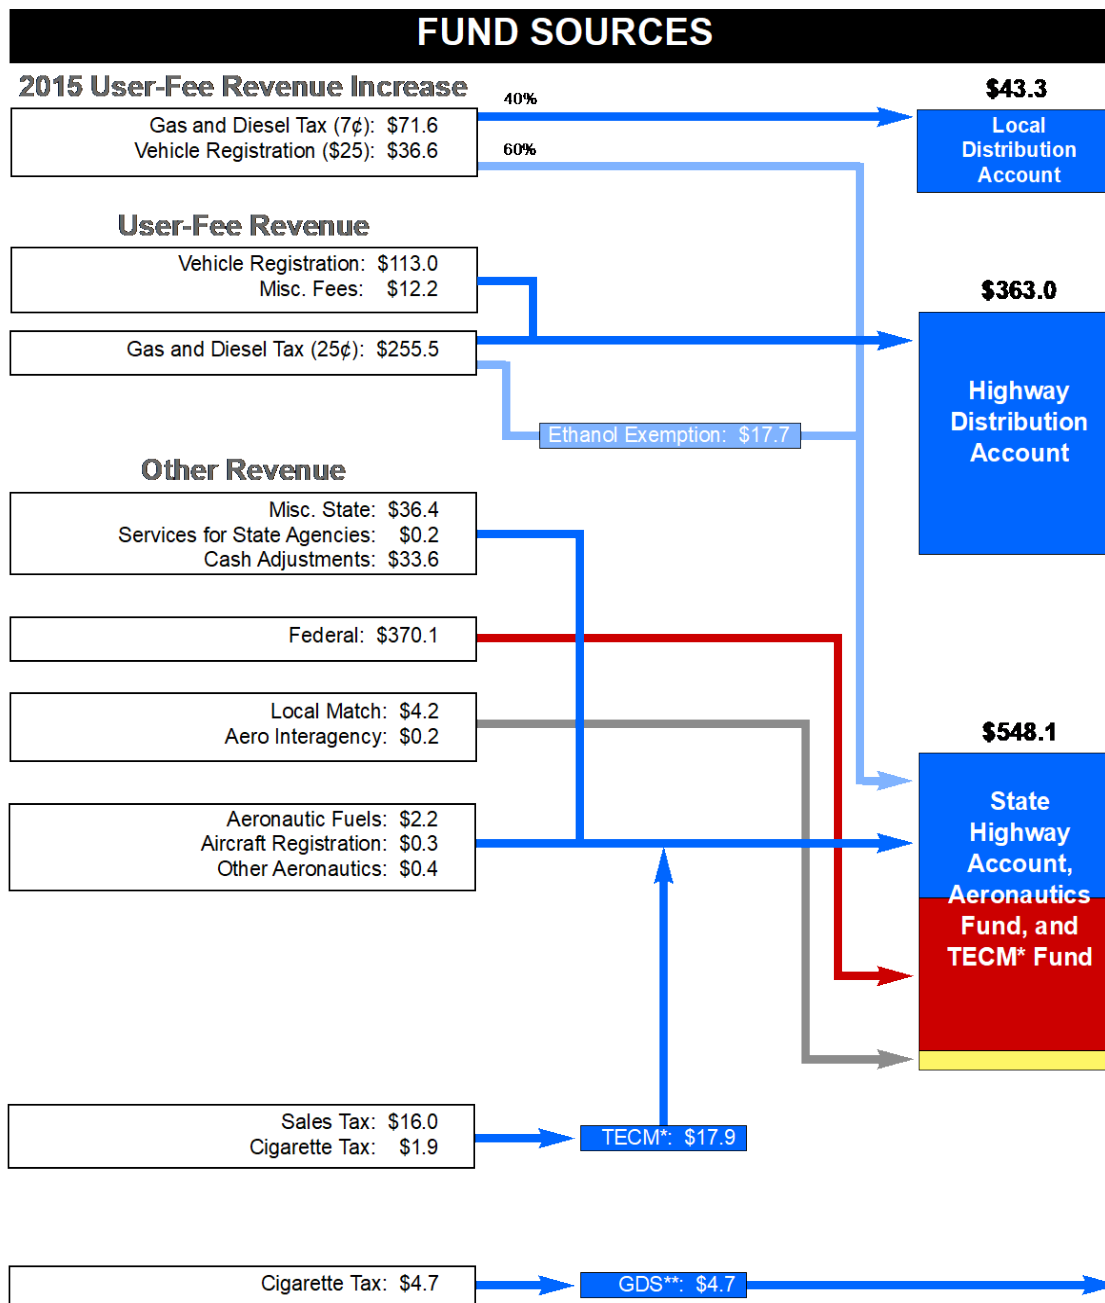 FUND SOURCES
2015 User-Fee Revenue Increase
Gas and Diesel Tax (7¢): $71.6
Vehicle Registration ($25): $36.6
40%
60%
$43.3
Local
Distribution
Account
User-Fee Revenue
Vehicle Registration: $113.0
Misc. Fees: $12.2
Gas and Diesel Tax (25¢): $255.5
Ethanol Exemption: $17.7
$363.0
Highway
Distribution
Account
Other Revenue
Misc. State: $36.4
Services for State Agencies: $0.2
Cash Adjustments: $33.6
Federal: $370.1
Local Match: $4.2
Aero Interagency: $0.2
Aeronautic Fuels: $2.2
Aircraft Registration: $0.3
Other Aeronautics: $0.4
$548.1
State
Highway
Account,
Aeronautics
Fund, and
TECM* Fund
Sales Tax: $16.0
Cigarette Tax: $1.9
TECM*: $17.9
Cigarette Tax: $4.7
GDS**: $4.7